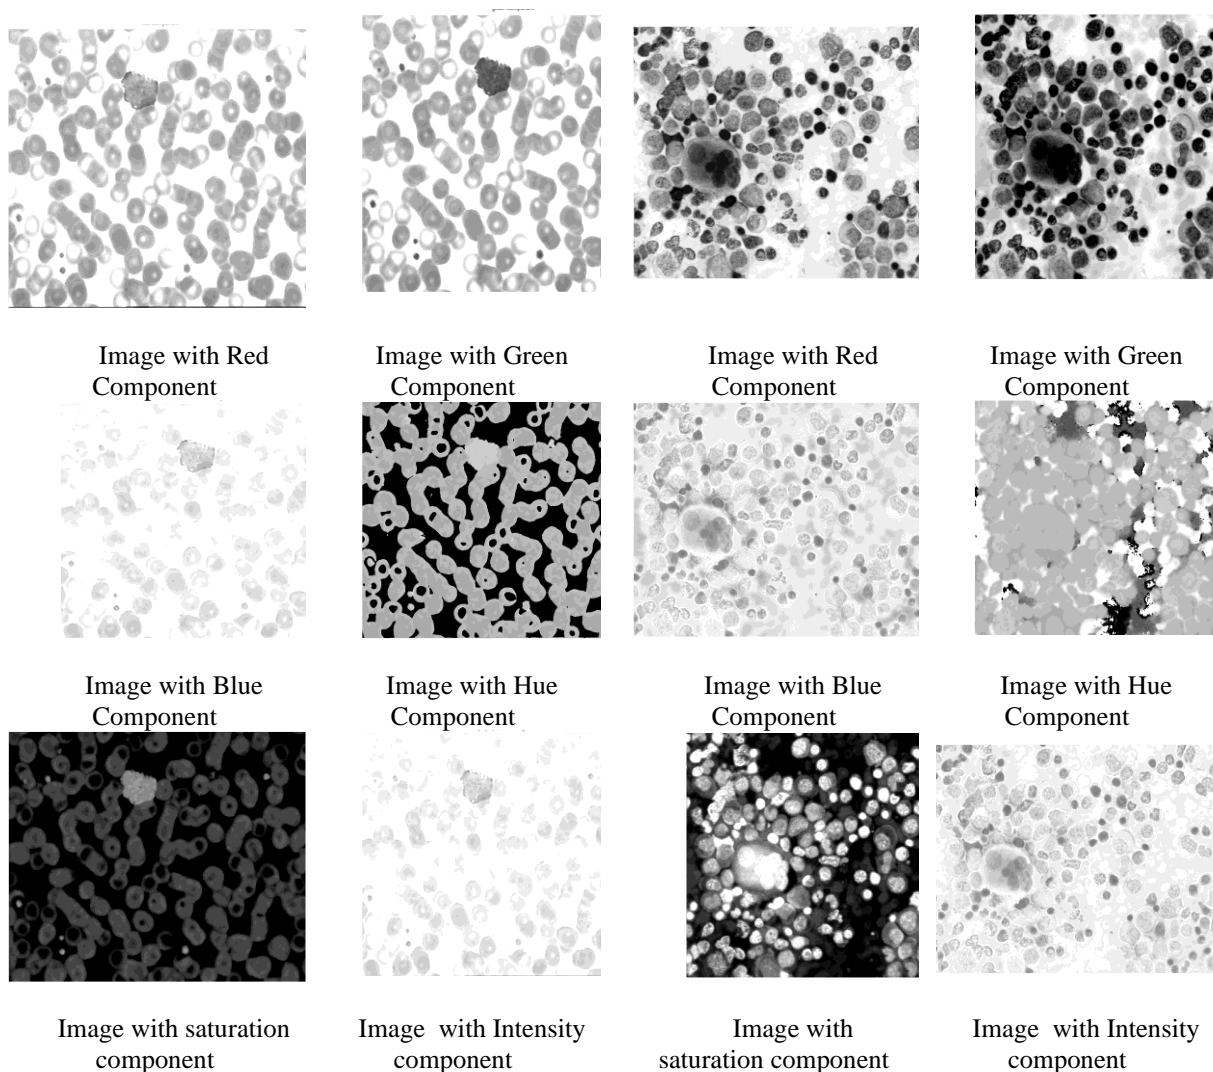 Image with Red
Component
Image with Green
Component
Image with Red
Component
Image with Green
Component
Image with Blue
Component
Image with Hue
Component
Image with Blue
Component
Image with Hue
Component
Image with saturation
component
Image with Intensity
component
Image with
saturation component
Image with Intensity
component